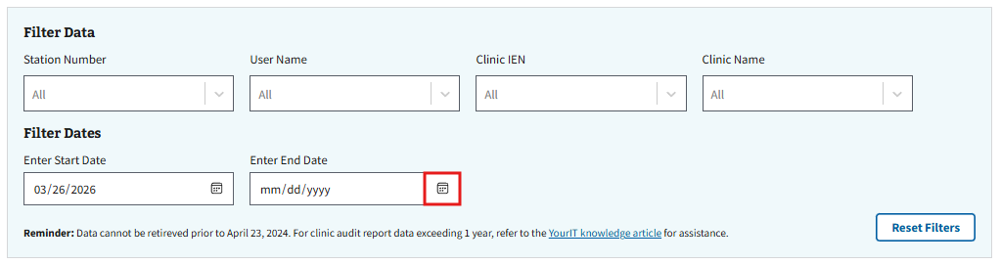 Filter Data
Station Number User Name Clinic IEN Clinic Name
All All All All
Filter Dates
Enter Start Date Enter End Date
03/26/2026 mm/dd/yyyy
Reminder: Data cannot be retireved prior to April 23, 2024. For clinic audit report data exceeding 1 year, refer to the YourIT knowledge article for assistance.
Reset Filters